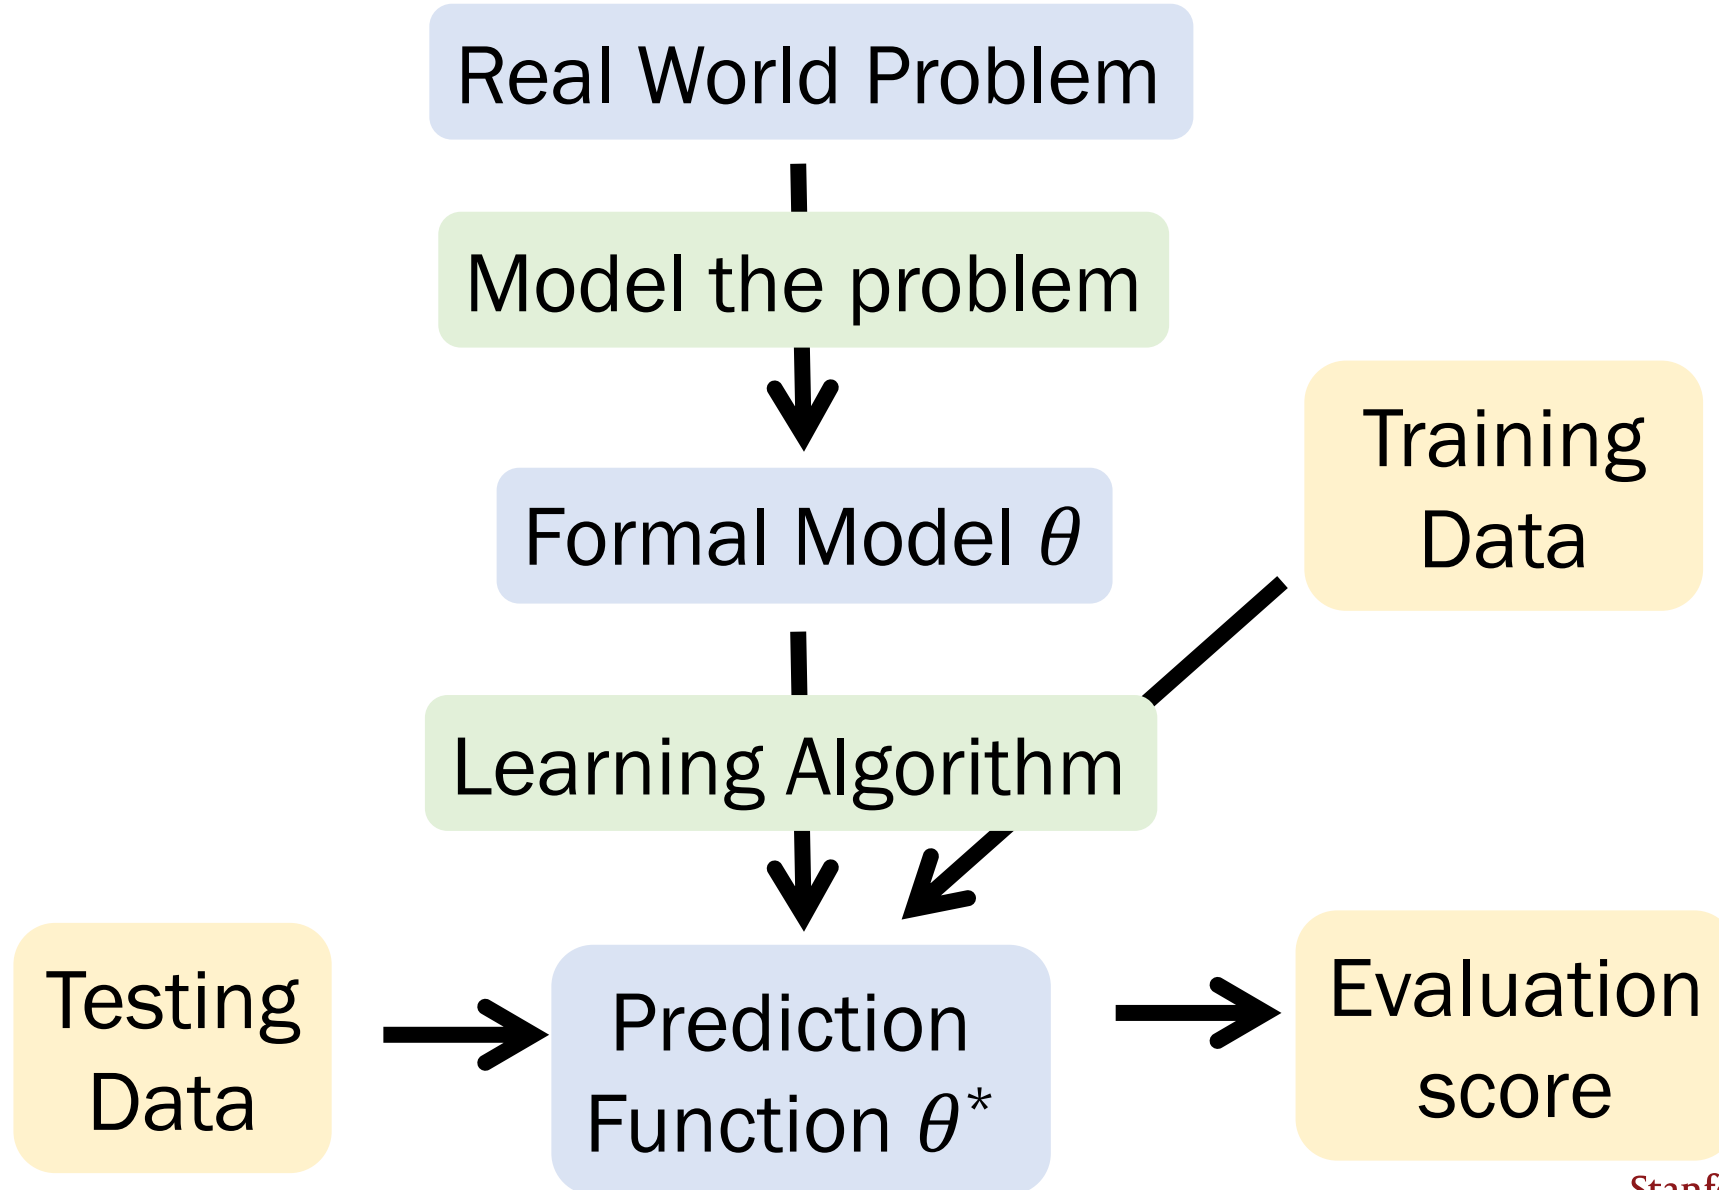 Real World Problem
Model the problem
Training
Data
Formal Model θ
Learning Algorithm
Testing
Data
Prediction
Function θ*
Evaluation
score